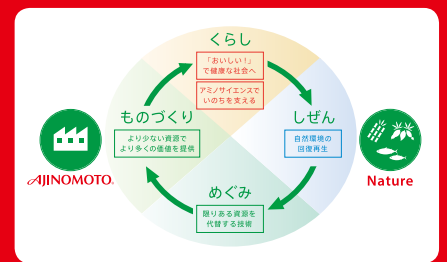 くらし
「おいしい！」
で健康な社会へ
アミノサイエンスで
いのちを支える
ものづくり
より少ない資源で
より多くの価値を提供
しぜん
自然環境の
回復再生
AJINOMOTO.
Nature
めぐみ
限りある資源を
代替する技術